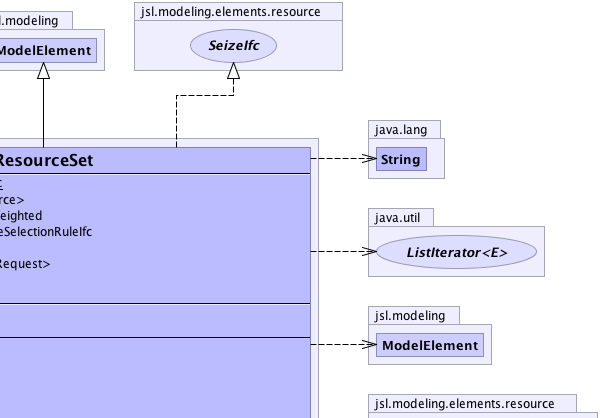 jsl.modeling.elements.resource
l.modeling
SeizeIfc
ModelElement
java.lang
ResourceSet
String
rce>
eighted
java.util
eSelectionRuleIfc
ListIterator<E>
Request>
jsl.modeling
ModelElement
jsl.modeling.elements.resource